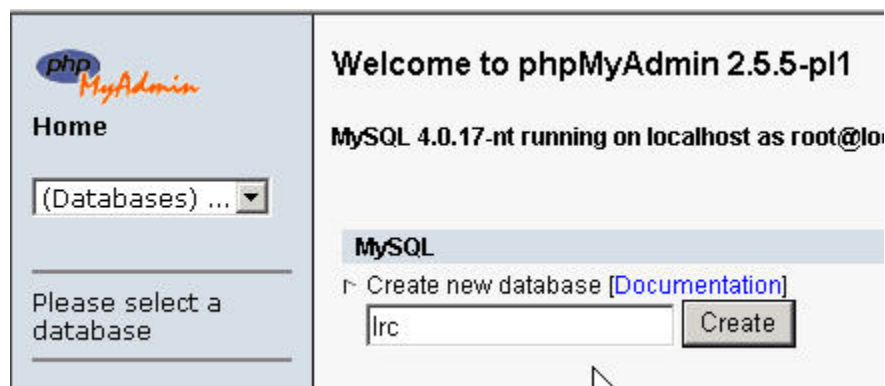 php
MyAdmin
Home
(Databases) ...
Please select a
database
Welcome to phpMyAdmin 2.5.5-pl1
MySQL 4.0.17-nt running on localhost as root@lo
MySQL
Create new database [Documentation]
lrc
Create